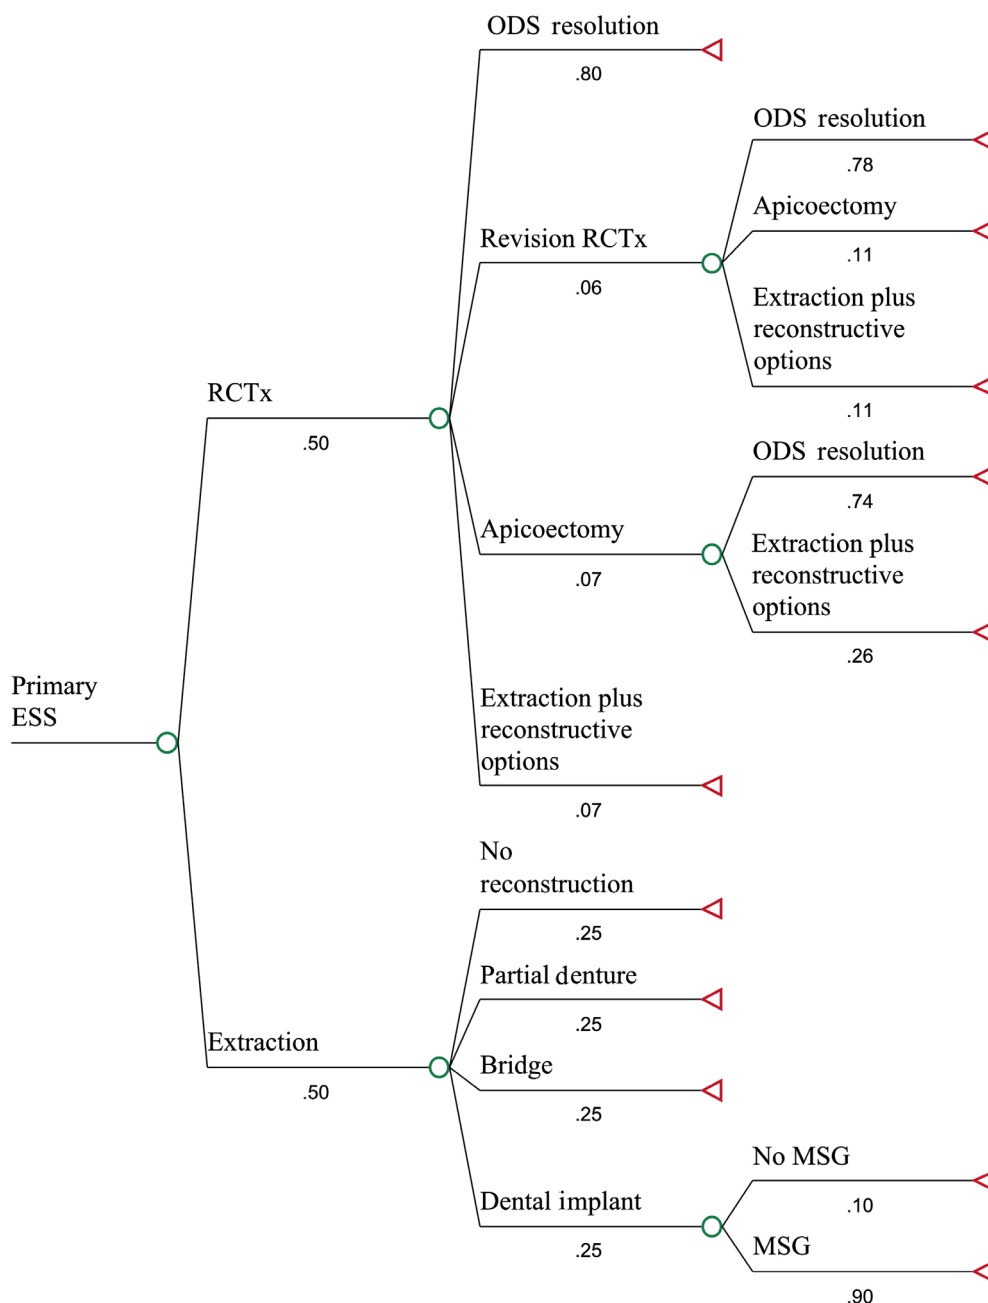 ODS resolution
.80
ODS resolution
.78
Apicoectomy
.11
Revision RCTx
.06
Extraction plus
reconstructive
options
.11
RCTx
.50
ODS resolution
.74
Apicoectomy
.07
Extraction plus
reconstructive
options
.26
Primary
ESS
Extraction plus
reconstructive
options
.07
No
reconstruction
.25
Partial denture
.25
Extraction
.50
Bridge
.25
Dental implant
.25
No MSG
.10
MSG
.90